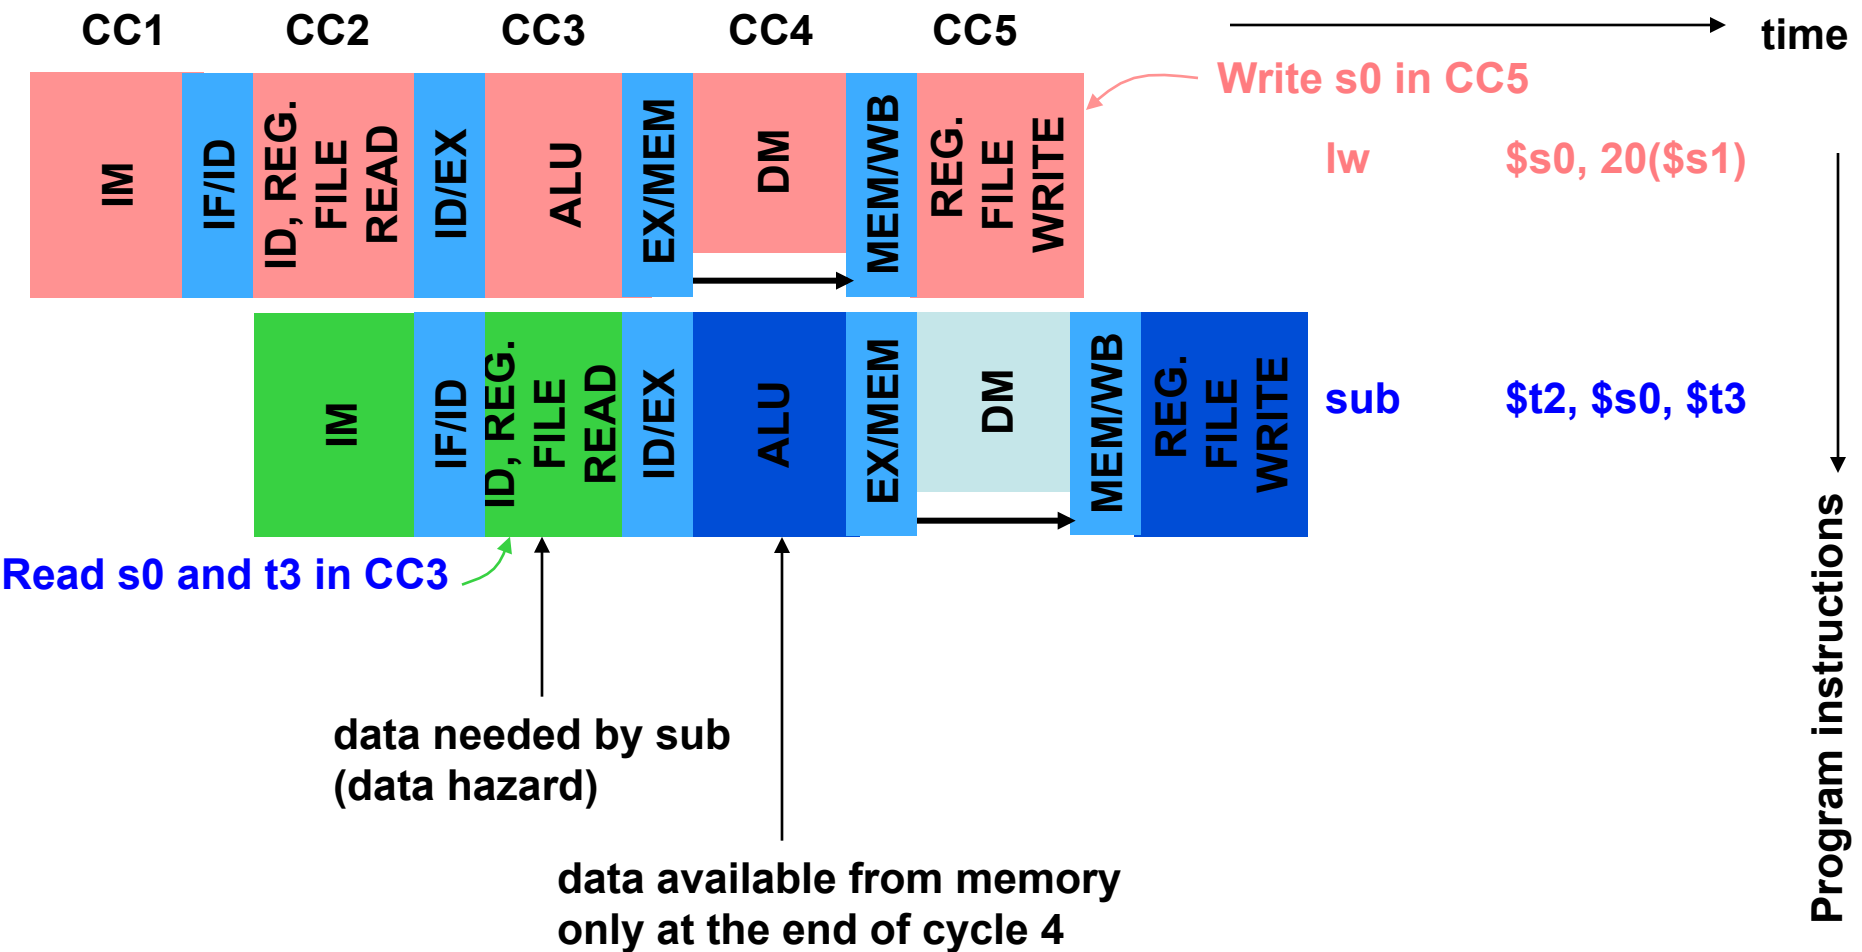 CC1 CC2 CC3 CC4 CC5 time
Write s0 in CC5
IM
IF/ID
ID, REG.
FILE
READ
ID/EX
ALU
EX/MEM
DM
MEM/WB
REG.
FILE
WRITE
lw $s0, 20($s1)
IM
IF/ID
ID, REG.
FILE
READ
ID/EX
ALU
EX/MEM
DM
MEM/WB
REG.
FILE
WRITE
sub $t2, $s0, $t3
Read s0 and t3 in CC3
data needed by sub
(data hazard)
data available from memory
only at the end of cycle 4
Program instructions